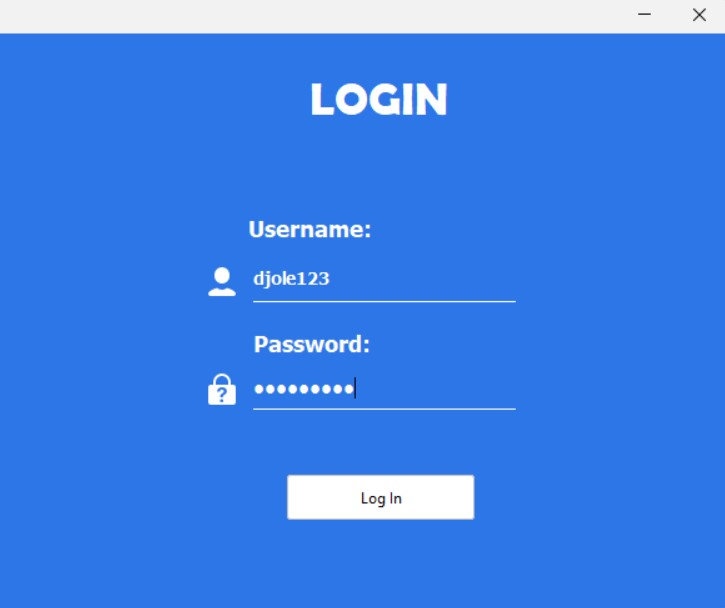 LOGIN
Username:
djole123
Password:
•••••••••
Log In